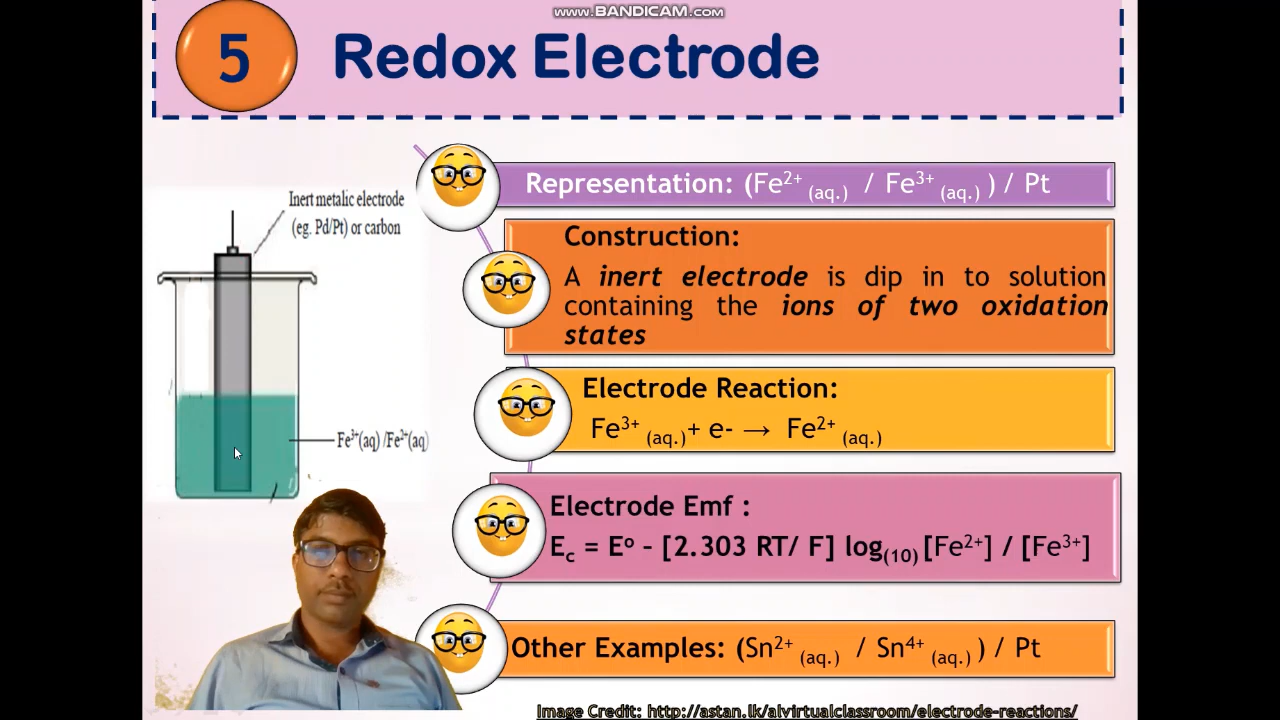 www.BANDICAM.com
5
Redox Electrode
Inert metalic electrode
(eg. Pd/Pt) or carbon
Fe³⁺(aq) /Fe²⁺(aq)
Representation: (Fe²⁺ (aq.) / Fe³⁺ (aq.) ) / Pt
Construction:
A inert electrode is dip in to solution
containing the ions of two oxidation
states
Electrode Reaction:
Fe³⁺ (aq.)+ e- → Fe²⁺ (aq.)
Electrode Emf :
Ec = Eº - [2.303 RT/ F] log(10) [Fe²⁺] / [Fe³⁺]
Other Examples: (Sn²⁺ (aq.) / Sn⁴⁺ (aq.) ) / Pt
Image Credit: http://astan.lk/alvirtualclassroom/electrode-reactions/